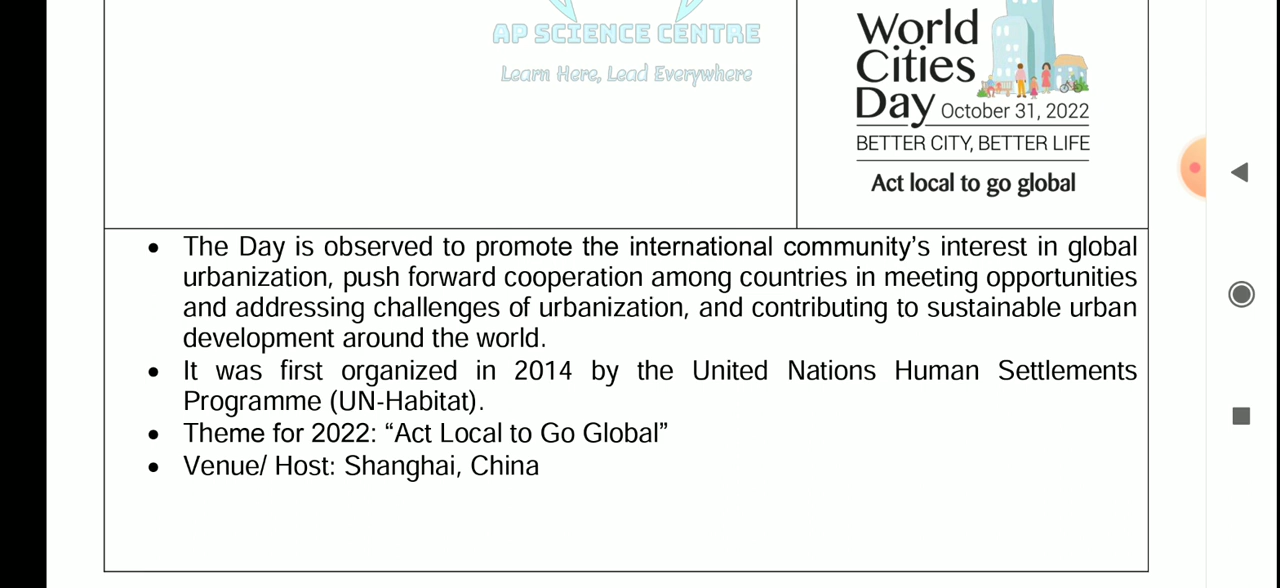 AP SCIENCE CENTRE
Learn Here, Lead Everywhere
World
Cities
Day October 31, 2022
BETTER CITY, BETTER LIFE
Act local to go global
• The Day is observed to promote the international community’s interest in global
urbanization, push forward cooperation among countries in meeting opportunities
and addressing challenges of urbanization, and contributing to sustainable urban
development around the world.
• It was first organized in 2014 by the United Nations Human Settlements
Programme (UN-Habitat).
• Theme for 2022: “Act Local to Go Global”
• Venue/ Host: Shanghai, China